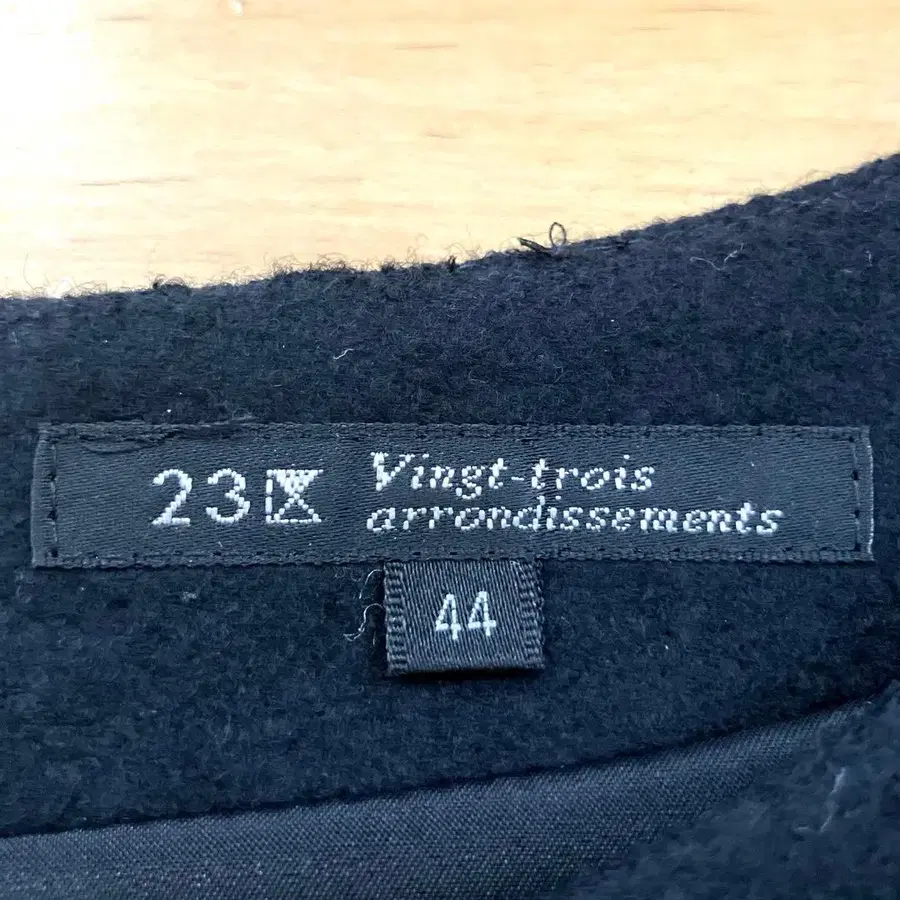 23区 Vingt-trois
arrondissements
44